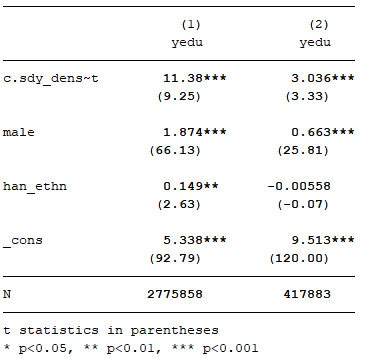 (1) (2)
yedu yedu
c.sdy_dens~t 11.38*** 3.036***
(9.25) (3.33)
male 1.874*** 0.663***
(66.13) (25.81)
han_ethn 0.149** -0.00558
(2.63) (-0.07)
_cons 5.338*** 9.513***
(92.79) (120.00)
N 2775858 417883
t statistics in parentheses
* p<0.05, ** p<0.01, *** p<0.001